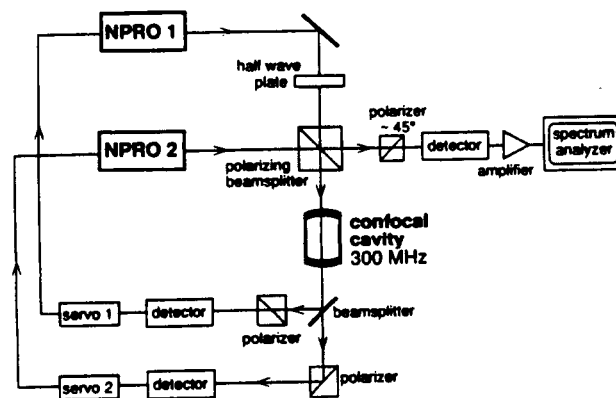 NPRO 1
half wave
plate
polarizer
~ 45°
NPRO 2
detector
spectrum
analyzer
amplifier
polarizing
beamsplitter
confocal
cavity
300 MHz
servo 1
detector
beamsplitter
polarizer
servo 2
detector
polarizer